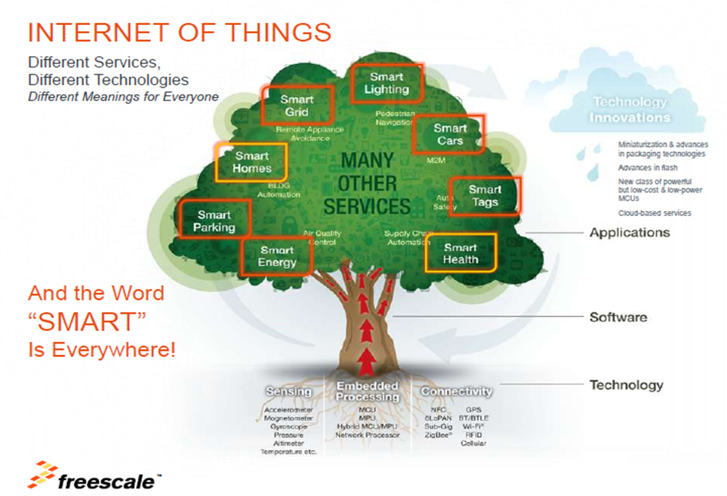 INTERNET OF THINGS
Different Services,
Different Technologies
Different Meanings for Everyone
Smart
Lighting
Smart
Grid
Pedestrian
Navigation
Remote Appliance
Avoidance
Smart
Cars
Smart
Homes
MANY
OTHER
SERVICES
M2M
BLDG
Automation
Smart
Tags
Auto
Safety
Smart
Parking
Air Quality
Control
Supply Chain
Automation
Smart
Energy
Smart
Health
Technology
Innovations
Miniaturization & advances
in packaging technologies
Advances in flash
New class of powerful
but low-cost & low-power
MCUs
Cloud-based services
Applications
Software
Technology
And the Word
“SMART”
Is Everywhere!
Sensing
Accelerometer
Magnetometer
Gyroscope
Pressure
Altimeter
Temperature etc.
Embedded
Processing
MCU
MPU
Hybrid MCU/MPU
Network Processor
Connectivity
NFC GPS
6LoPAN BT/BTLE
Sub-Gig Wi-Fi®
ZigBee® RFID
Cellular
freescale™